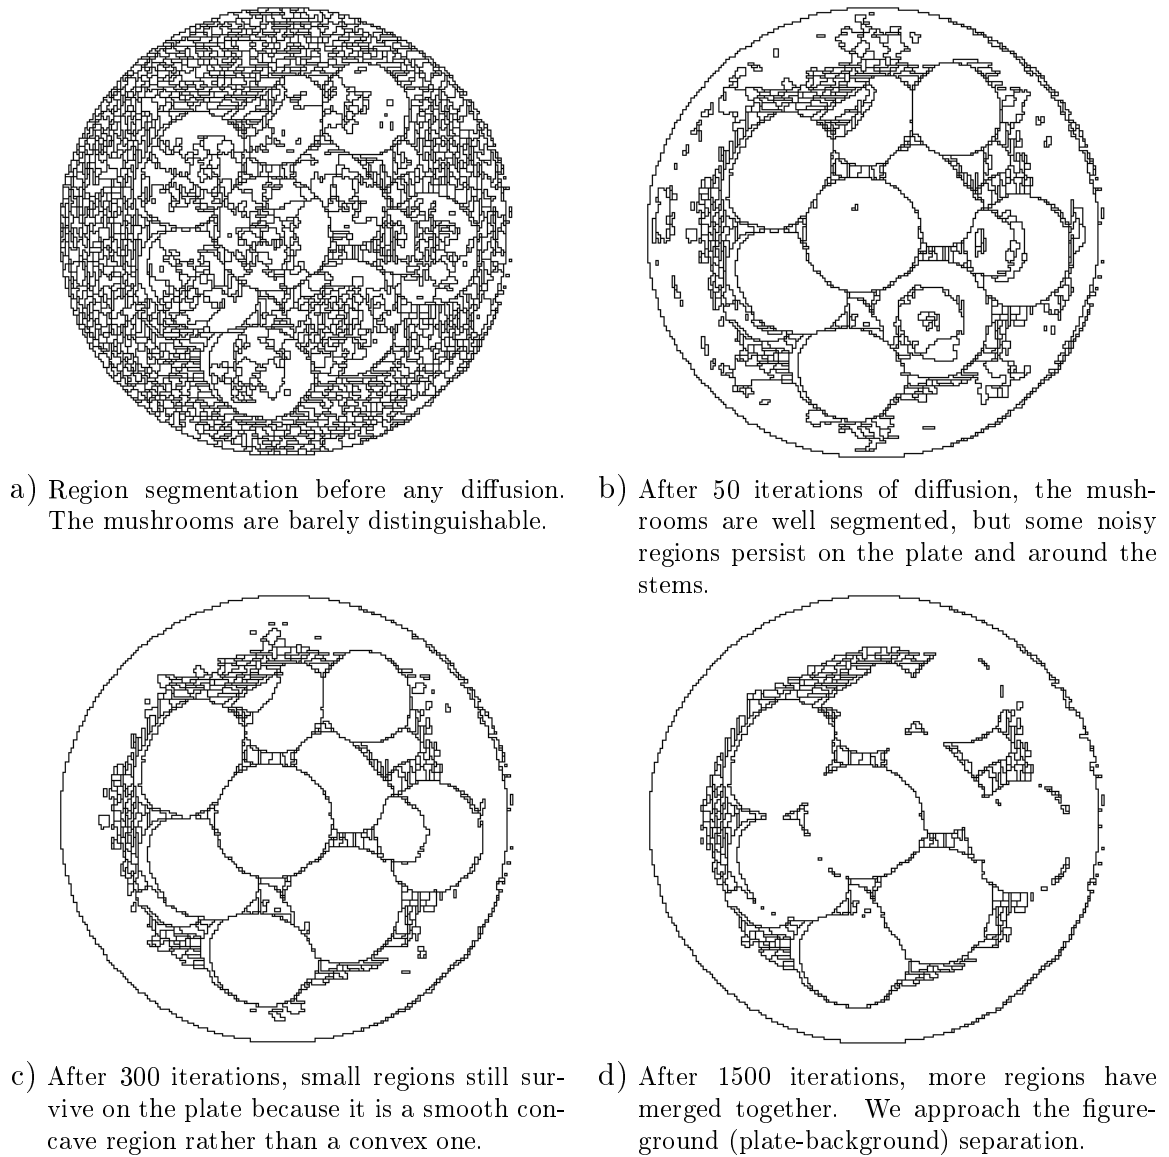 a) Region segmentation before any diffusion.
The mushrooms are barely distinguishable.
b) After 50 iterations of diffusion, the mush-
rooms are well segmented, but some noisy
regions persist on the plate and around the
stems.
c) After 300 iterations, small regions still sur-
vive on the plate because it is a smooth con-
cave region rather than a convex one.
d) After 1500 iterations, more regions have
merged together. We approach the figure-
ground (plate-background) separation.